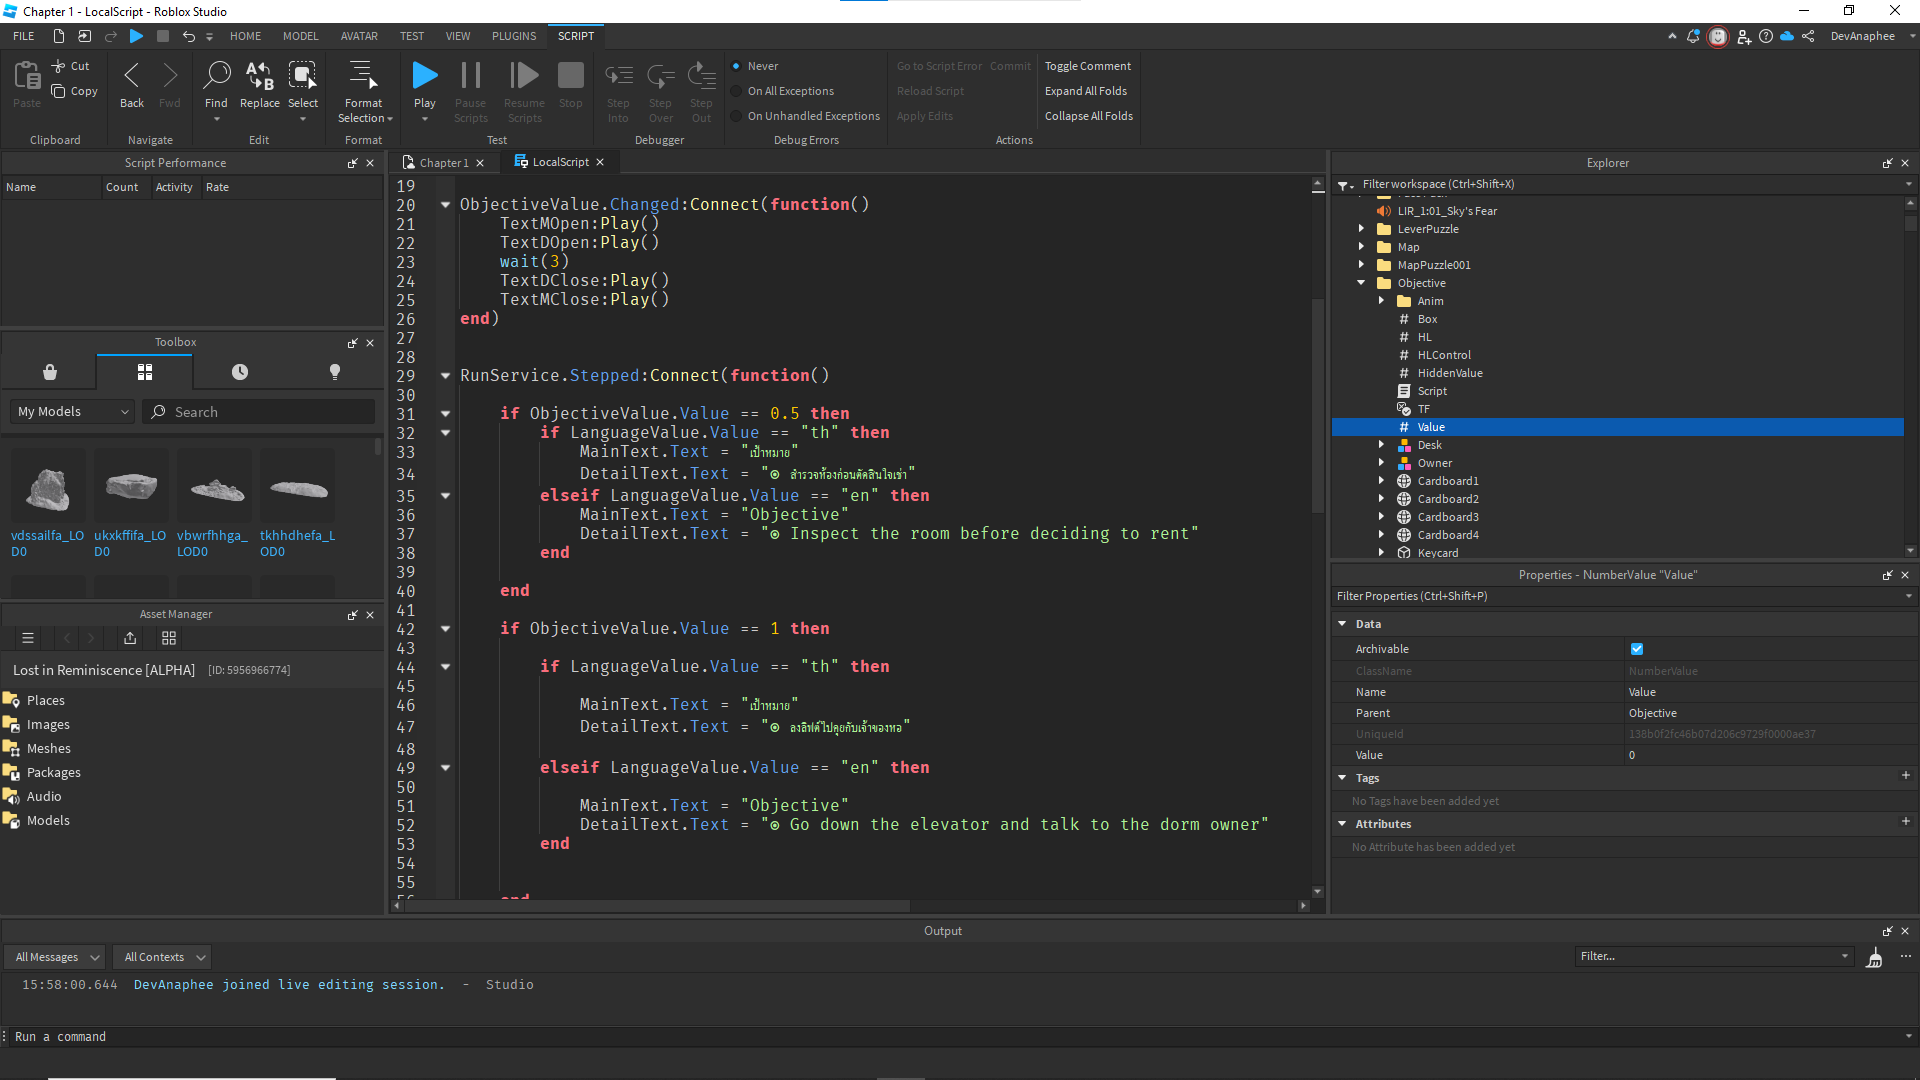 Chapter 1 - LocalScript - Roblox Studio
FILE HOME MODEL AVATAR TEST VIEW PLUGINS SCRIPT DevAnaphee
Paste Cut Copy Clipboard
Back Fwd Navigate
Find Replace Select Edit
Format Selection Format
Play Pause Scripts Resume Scripts Stop Test
Step Into Step Over Step Out Debugger
Never
On All Exceptions
On Unhandled Exceptions
Debug Errors
Go to Script Error Commit
Reload Script
Apply Edits
Toggle Comment
Expand All Folds
Collapse All Folds
Actions
Script Performance
Name Count Activity Rate
Toolbox
My Models Search
vdssailfa_LOD0
ukxkffifa_LOD0
vbwrfhhga_LOD0
tkhhdhefa_LOD0
Asset Manager
Lost in Reminiscence [ALPHA] [ID: 5956966774]
Places
Images
Meshes
Packages
Audio
Models
Chapter 1 LocalScript
19
20 ObjectiveValue.Changed:Connect(function()
21 TextMOpen:Play()
22 TextDOpen:Play()
23 wait(3)
24 TextDClose:Play()
25 TextMClose:Play()
26 end)
27
28
29 RunService.Stepped:Connect(function()
30
31 if ObjectiveValue.Value == 0.5 then
32 if LanguageValue.Value == "th" then
33 MainText.Text = "เป้าหมาย"
34 DetailText.Text = "◉ สำรวจห้องก่อนตัดสินใจเช่า"
35 elseif LanguageValue.Value == "en" then
36 MainText.Text = "Objective"
37 DetailText.Text = "◉ Inspect the room before deciding to rent"
38 end
39
40 end
41
42 if ObjectiveValue.Value == 1 then
43
44 if LanguageValue.Value == "th" then
45
46 MainText.Text = "เป้าหมาย"
47 DetailText.Text = "◉ ลงลิฟต์ไปคุยกับเจ้าของหอ"
48
49 elseif LanguageValue.Value == "en" then
50
51 MainText.Text = "Objective"
52 DetailText.Text = "◉ Go down the elevator and talk to the dorm owner"
53 end
54
55
Explorer
Filter workspace (Ctrl+Shift+X)
LIR_1:01_Sky's Fear
LeverPuzzle
Map
MapPuzzle001
Objective
Anim
Box
HL
HLControl
HiddenValue
Script
TF
Value
Desk
Owner
Cardboard1
Cardboard2
Cardboard3
Cardboard4
Keycard
Properties - NumberValue "Value"
Filter Properties (Ctrl+Shift+P)
Data
Archivable
ClassName NumberValue
Name Value
Parent Objective
UniqueId 138b0f2fc46b07d206c9729f0000ae37
Value 0
Tags
No Tags have been added yet
Attributes
No Attribute has been added yet
Output
All Messages All Contexts Filter...
15:58:00.644 DevAnaphee joined live editing session. - Studio
Run a command